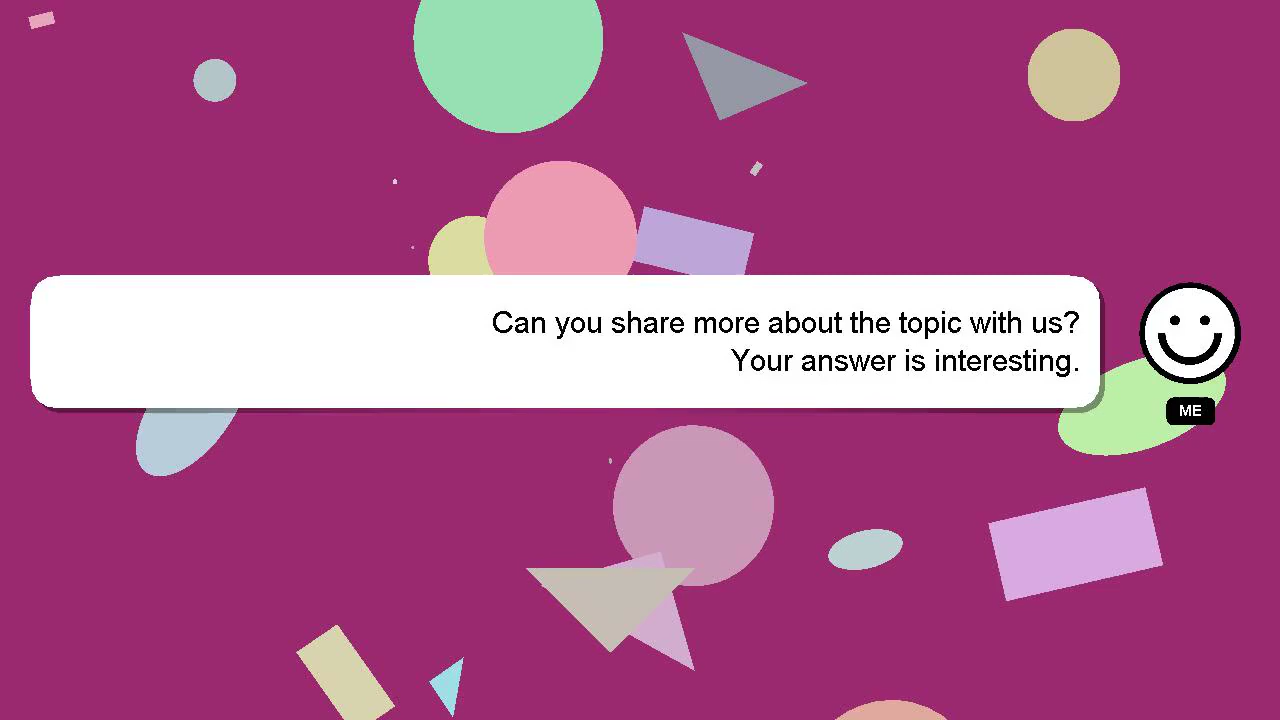 Can you share more about the topic with us?
Your answer is interesting.
ME